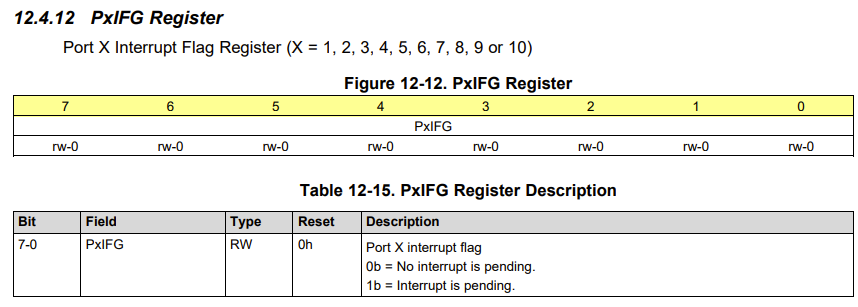 12.4.12 PxIFG Register
Port X Interrupt Flag Register (X = 1, 2, 3, 4, 5, 6, 7, 8, 9 or 10)
Figure 12-12. PxIFG Register
7 6 5 4 3 2 1 0
PxIFG
rw-0 rw-0 rw-0 rw-0 rw-0 rw-0 rw-0 rw-0
Table 12-15. PxIFG Register Description
Bit Field Type Reset Description
7-0 PxIFG RW 0h Port X interrupt flag
0b = No interrupt is pending.
1b = Interrupt is pending.